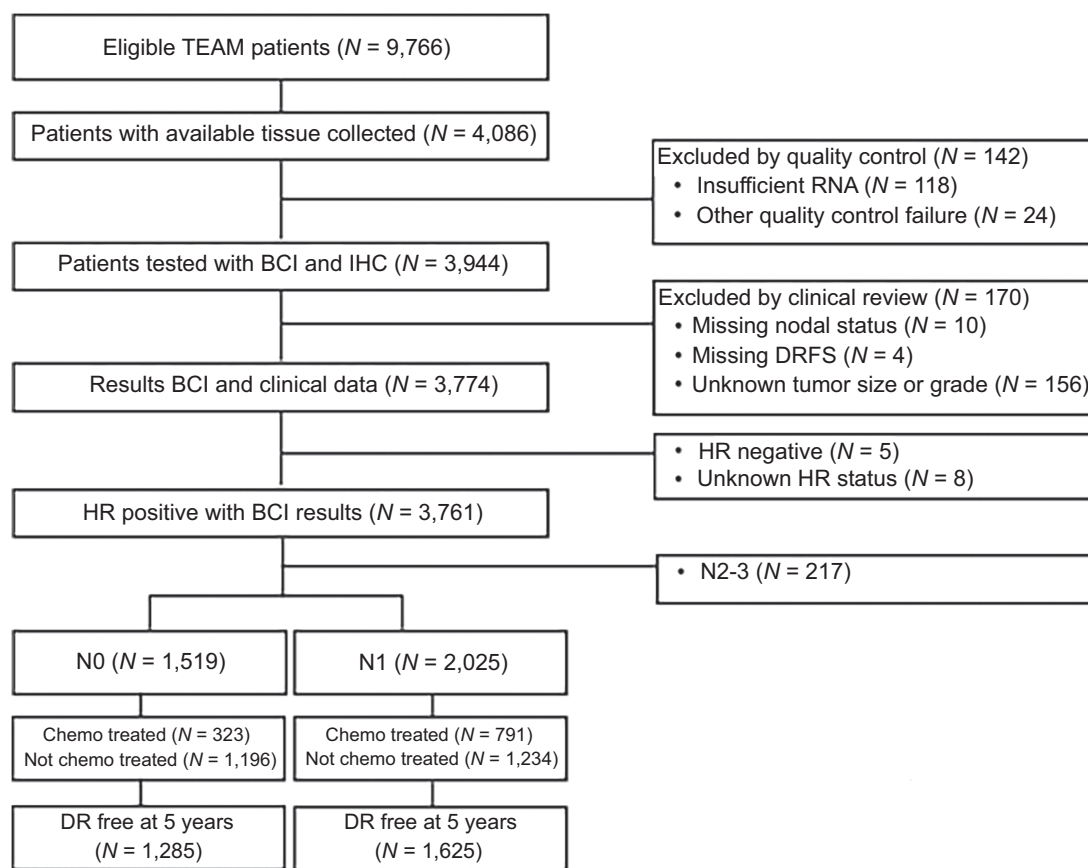 Eligible TEAM patients (N = 9,766)
Patients with available tissue collected (N = 4,086)
Excluded by quality control (N = 142)
• Insufficient RNA (N = 118)
• Other quality control failure (N = 24)
Patients tested with BCI and IHC (N = 3,944)
Excluded by clinical review (N = 170)
• Missing nodal status (N = 10)
• Missing DRFS (N = 4)
• Unknown tumor size or grade (N = 156)
Results BCI and clinical data (N = 3,774)
• HR negative (N = 5)
• Unknown HR status (N = 8)
HR positive with BCI results (N = 3,761)
• N2-3 (N = 217)
N0 (N = 1,519)
N1 (N = 2,025)
Chemo treated (N = 323)
Not chemo treated (N = 1,196)
Chemo treated (N = 791)
Not chemo treated (N = 1,234)
DR free at 5 years
(N = 1,285)
DR free at 5 years
(N = 1,625)